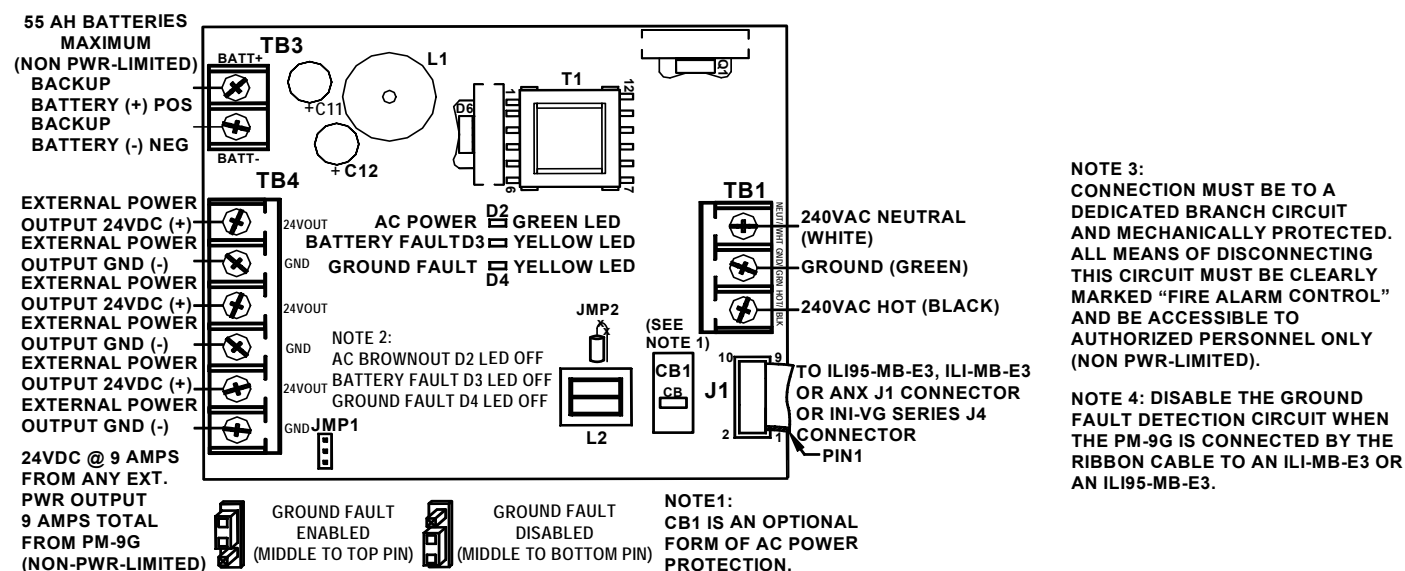 55 AH BATTERIES
MAXIMUM
(NON PWR-LIMITED)
BACKUP
BATTERY (+) POS
BACKUP
BATTERY (-) NEG
TB3
BATT+
BATT-
L1
+C11
+C12
D6
T1
1
12
6
7
Q1
EXTERNAL POWER
OUTPUT 24VDC (+)
EXTERNAL POWER
OUTPUT GND (-)
EXTERNAL POWER
OUTPUT 24VDC (+)
EXTERNAL POWER
OUTPUT GND (-)
EXTERNAL POWER
OUTPUT 24VDC (+)
EXTERNAL POWER
OUTPUT GND (-)
TB4
24VOUT
GND
24VOUT
GND
24VOUT
GND
24VDC @ 9 AMPS
FROM ANY EXT.
PWR OUTPUT
9 AMPS TOTAL
FROM PM-9G
(NON-PWR-LIMITED)
D2
AC POWER GREEN LED
BATTERY FAULT D3 YELLOW LED
GROUND FAULT YELLOW LED
D4
NOTE 2:
AC BROWNOUT D2 LED OFF
BATTERY FAULT D3 LED OFF
GROUND FAULT D4 LED OFF
JMP1
JMP2
X
X
L2
(SEE
NOTE 1)
CB1
CB
TB1
NEUT/WHT
GND/GRN
HOT/BLK
240VAC NEUTRAL
(WHITE)
GROUND (GREEN)
240VAC HOT (BLACK)
J1
10
9
2
1
TO ILI95-MB-E3, ILI-MB-E3
OR ANX J1 CONNECTOR
OR INI-VG SERIES J4
CONNECTOR
PIN1
GROUND FAULT
ENABLED
(MIDDLE TO TOP PIN)
GROUND FAULT
DISABLED
(MIDDLE TO BOTTOM PIN)
NOTE1:
CB1 IS AN OPTIONAL
FORM OF AC POWER
PROTECTION.
NOTE 3:
CONNECTION MUST BE TO A
DEDICATED BRANCH CIRCUIT
AND MECHANICALLY PROTECTED.
ALL MEANS OF DISCONNECTING
THIS CIRCUIT MUST BE CLEARLY
MARKED “FIRE ALARM CONTROL”
AND BE ACCESSIBLE TO
AUTHORIZED PERSONNEL ONLY
(NON PWR-LIMITED).
NOTE 4: DISABLE THE GROUND
FAULT DETECTION CIRCUIT WHEN
THE PM-9G IS CONNECTED BY THE
RIBBON CABLE TO AN ILI-MB-E3 OR
AN ILI95-MB-E3.